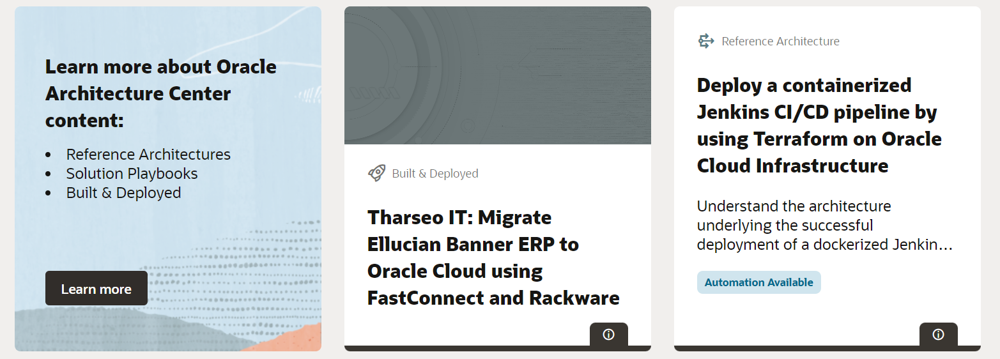 Learn more about Oracle
Architecture Center
content:
Reference Architectures
Solution Playbooks
Built & Deployed
Learn more
Built & Deployed
Tharseo IT: Migrate
Ellucian Banner ERP to
Oracle Cloud using
FastConnect and Rackware
Reference Architecture
Deploy a containerized
Jenkins CI/CD pipeline by
using Terraform on Oracle
Cloud Infrastructure
Understand the architecture
underlying the successful
deployment of a dockerized Jenkin...
Automation Available